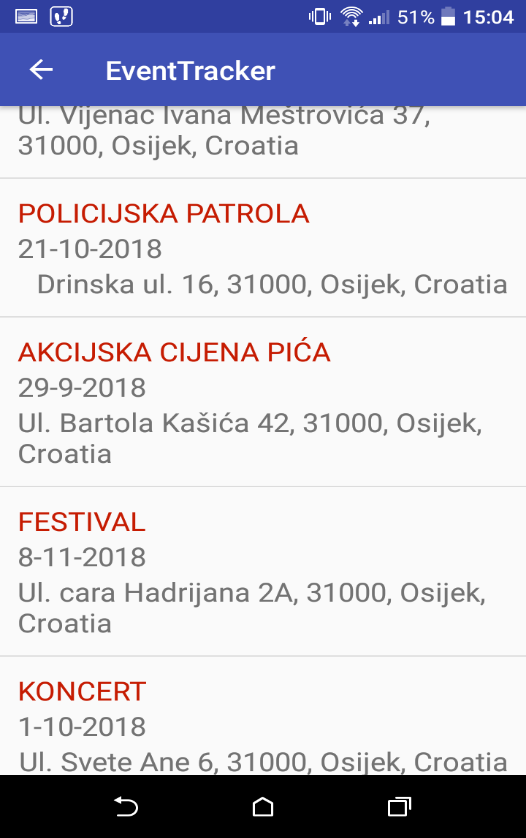 51% 15:04
EventTracker
Ul. Vijenac Ivana Meštrovića 37,
31000, Osijek, Croatia
POLICIJSKA PATROLA
21-10-2018
Drinska ul. 16, 31000, Osijek, Croatia
AKCIJSKA CIJENA PIĆA
29-9-2018
Ul. Bartola Kašića 42, 31000, Osijek,
Croatia
FESTIVAL
8-11-2018
Ul. cara Hadrijana 2A, 31000, Osijek,
Croatia
KONCERT
1-10-2018
Ul. Svete Ane 6, 31000, Osijek, Croatia